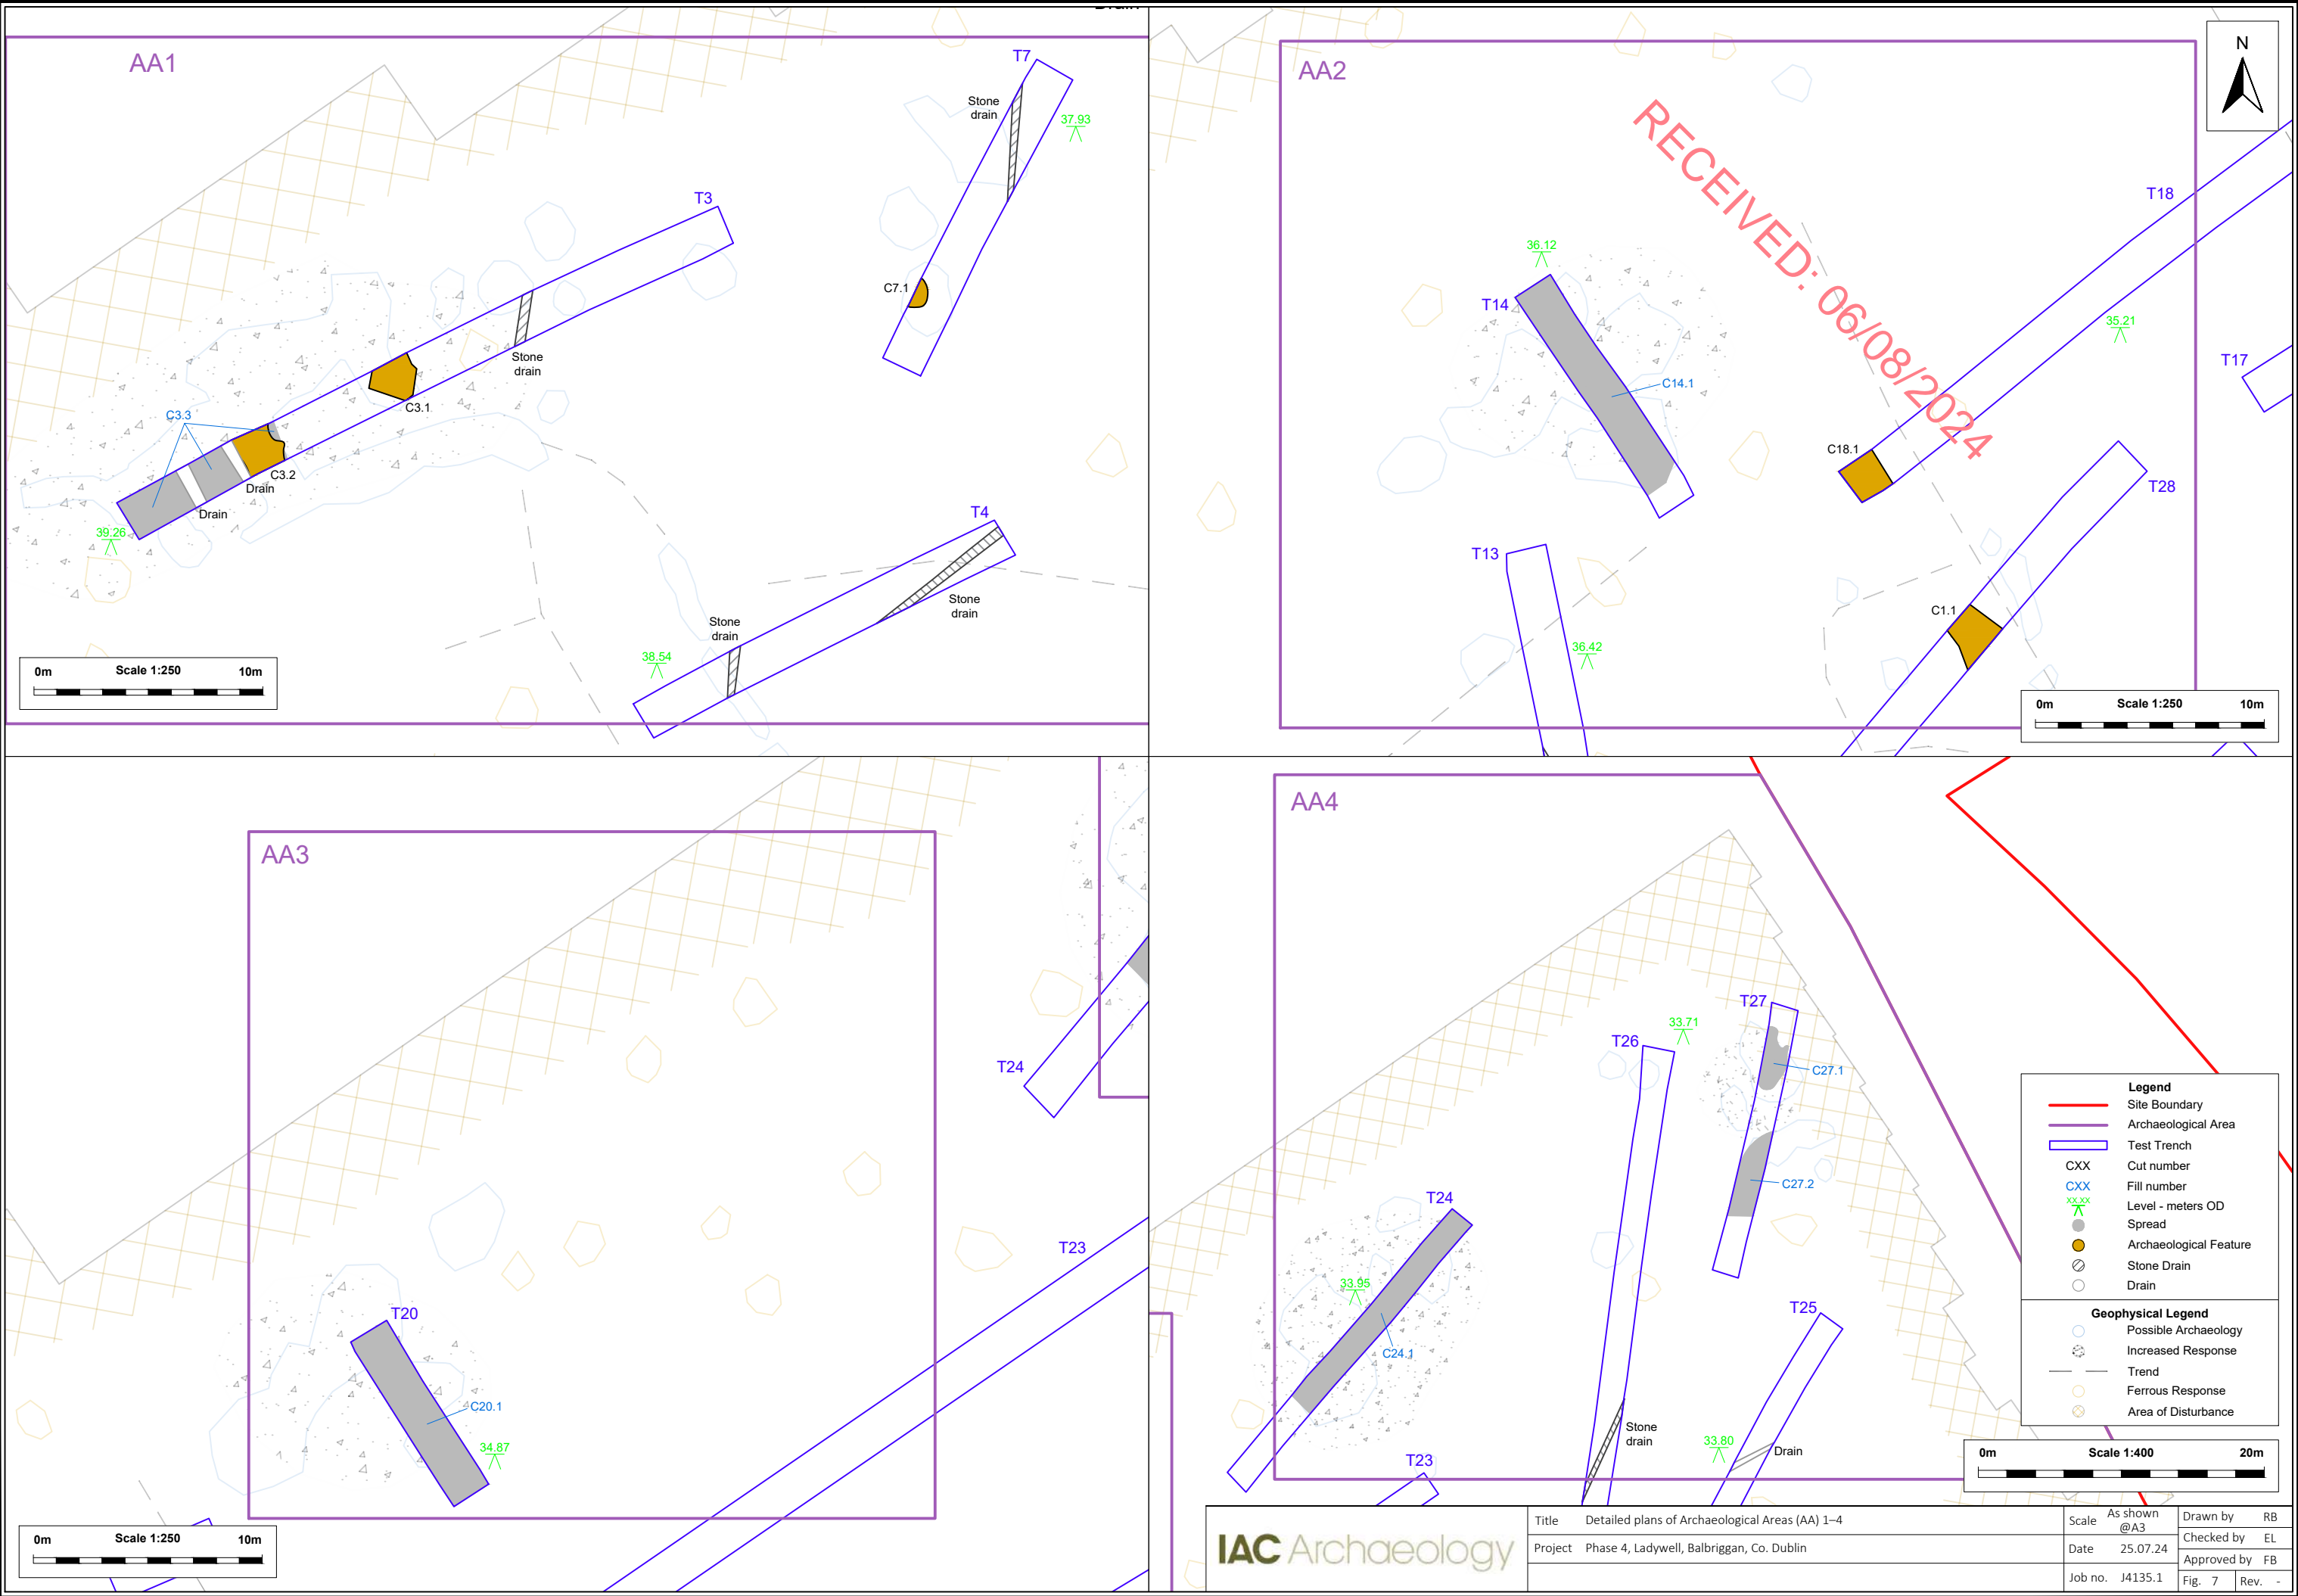 AA1
T7
Stone
drain
37.93
T3
C7.1
Stone
drain
C3.1
C3.3
C3.2
Drain
Drain
39.26
T4
Stone
drain
Stone
drain
38.54
0m Scale 1:250 10m
AA2
N
RECEIVED: 06/08/2024
T18
36.12
T14
35.21
T17
C14.1
C18.1
T28
T13
C1.1
36.42
0m Scale 1:250 10m
AA3
T24
T23
T20
C20.1
34.87
0m Scale 1:250 10m
AA4
T27
33.71
T26
C27.1
C27.2
T24
33.95
C24.1
T25
Stone
drain
33.80
Drain
T23
Legend
Site Boundary
Archaeological Area
Test Trench
CXX Cut number
CXX Fill number
XX.XX Level - meters OD
Spread
Archaeological Feature
Stone Drain
Drain
Geophysical Legend
Possible Archaeology
Increased Response
Trend
Ferrous Response
Area of Disturbance
0m Scale 1:400 20m
IAC Archaeology
Title Detailed plans of Archaeological Areas (AA) 1–4
Project Phase 4, Ladywell, Balbriggan, Co. Dublin
Scale As shown @A3
Date 25.07.24
Job no. J4135.1
Drawn by RB
Checked by EL
Approved by FB
Fig. 7 Rev. -